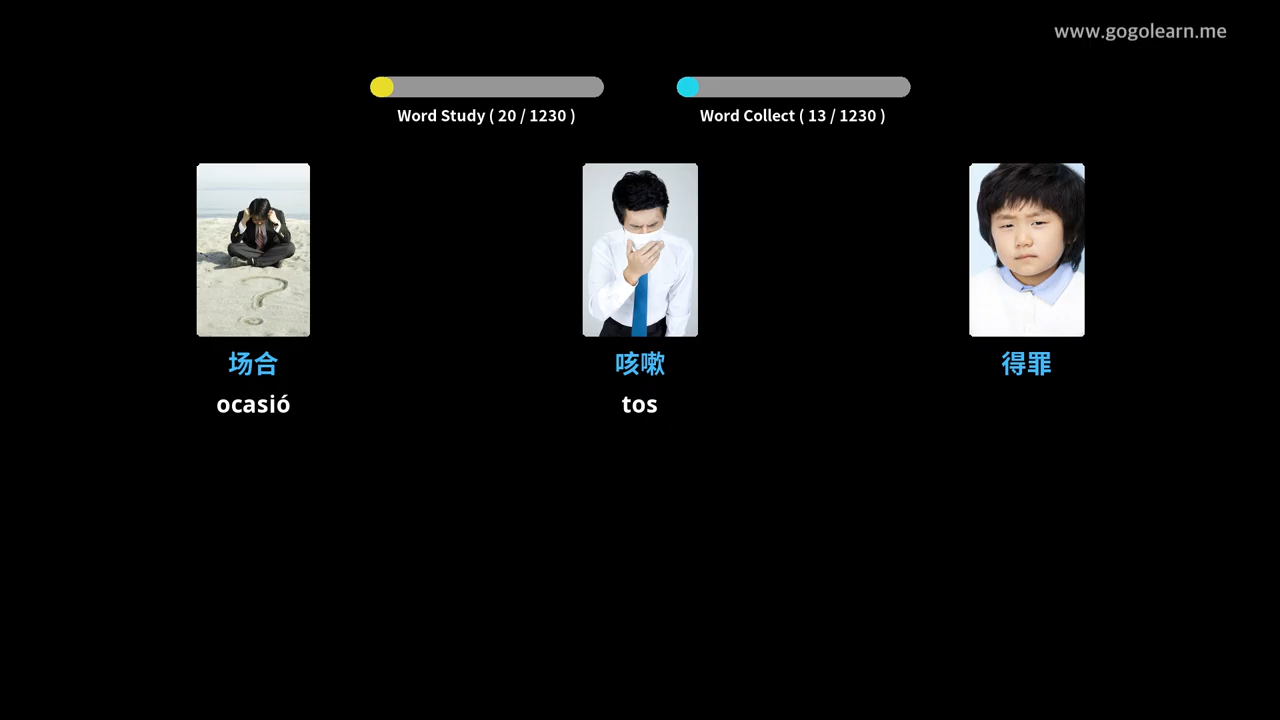 www.gogolearn.me
Word Study ( 20 / 1230 )
Word Collect ( 13 / 1230 )
场合
咳嗽
得罪
ocasió
tos